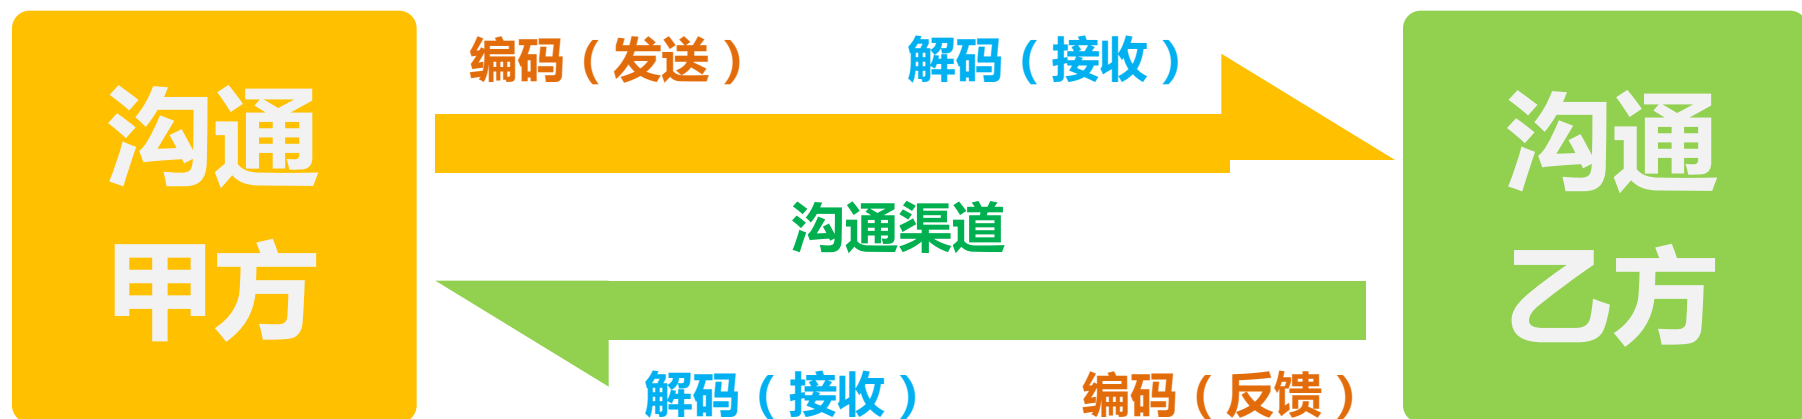 沟通
甲方
编码（发送）
解码（接收）
沟通渠道
解码（接收）
编码（反馈）
沟通
乙方